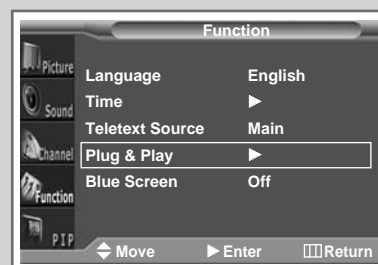 Function
Picture
Sound
Channel
Function
PIP
Language English
Time
Teletext Source Main
Plug & Play
Blue Screen Off
Move Enter Return